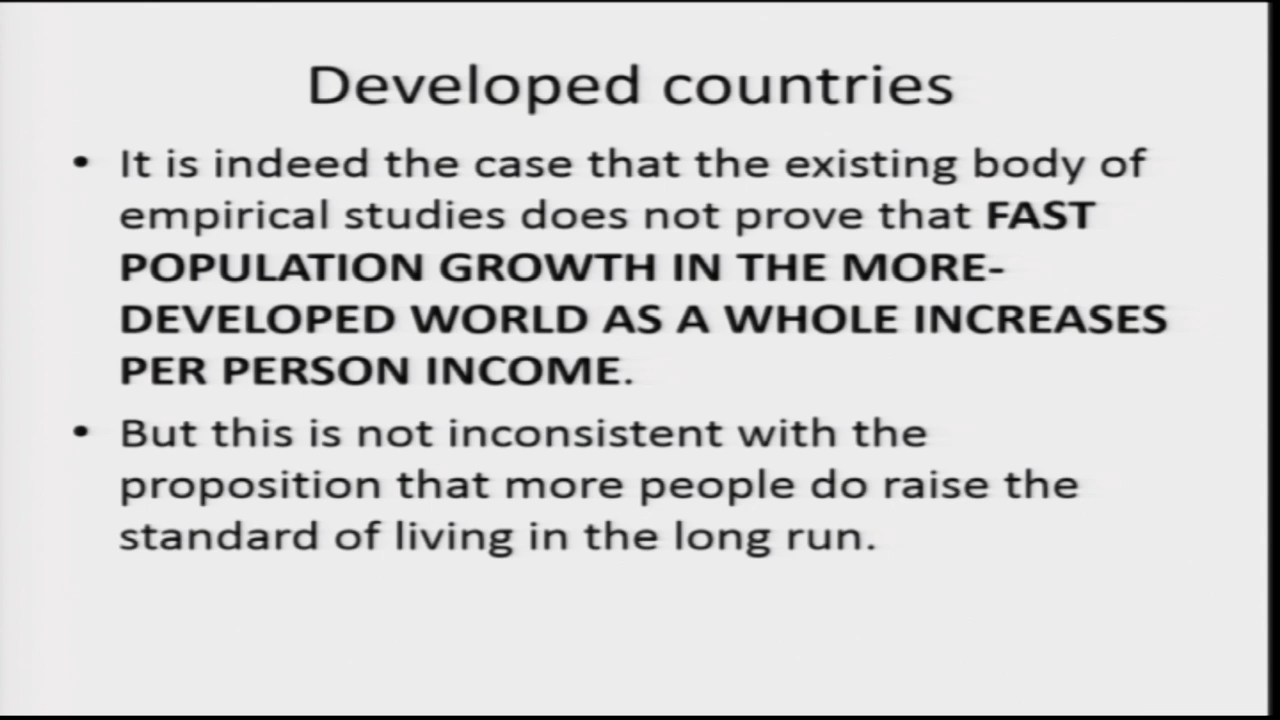 Developed countries
• It is indeed the case that the existing body of
empirical studies does not prove that FAST
POPULATION GROWTH IN THE MORE-
DEVELOPED WORLD AS A WHOLE INCREASES
PER PERSON INCOME.
• But this is not inconsistent with the
proposition that more people do raise the
standard of living in the long run.